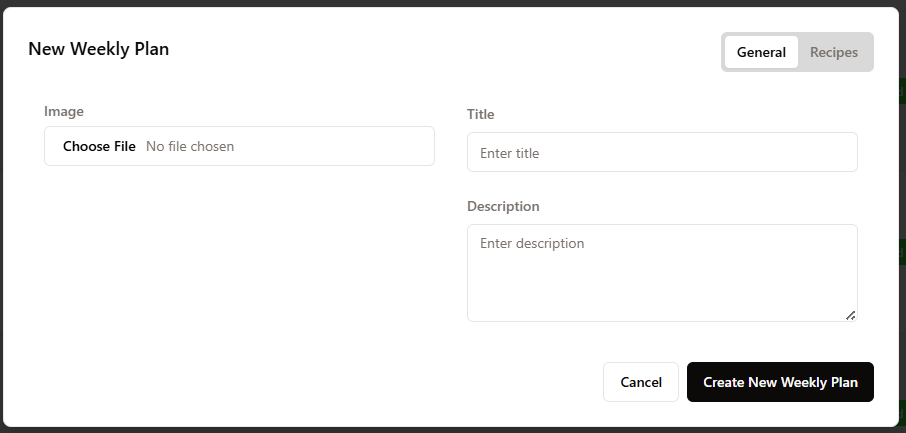 New Weekly Plan
General Recipes
Image
Choose File No file chosen
Title
Enter title
Description
Enter description
Cancel Create New Weekly Plan